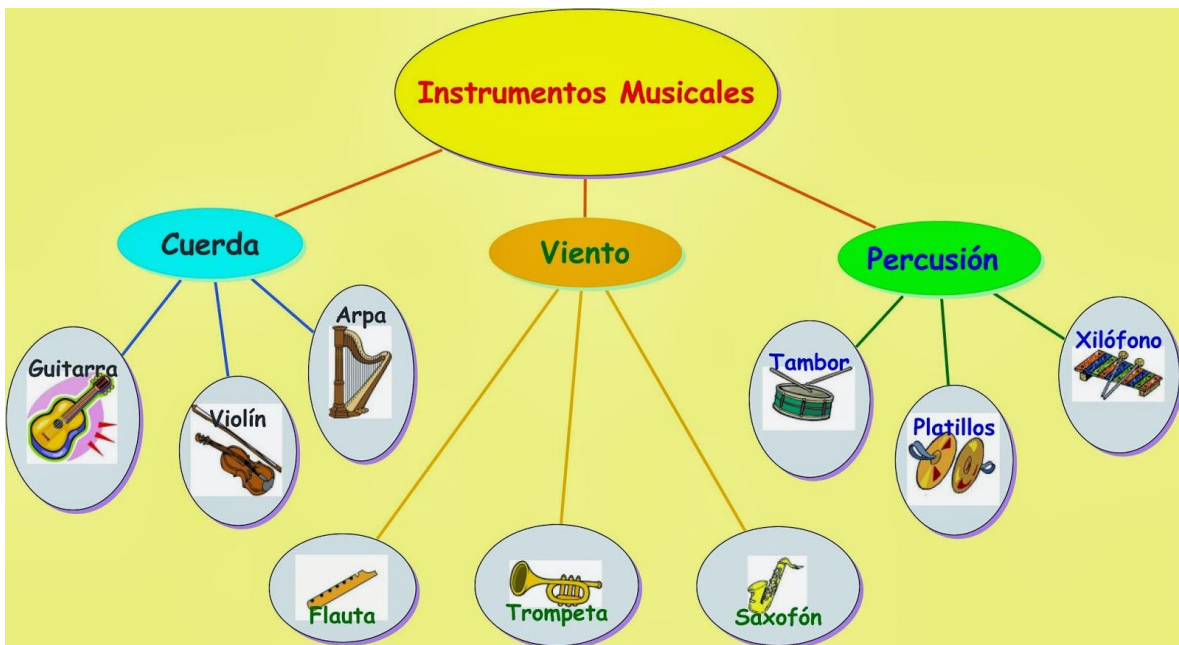 Instrumentos Musicales
Cuerda
Viento
Percusión
Guitarra
Violín
Arpa
Flauta
Trompeta
Saxofón
Tambor
Platillos
Xilófono